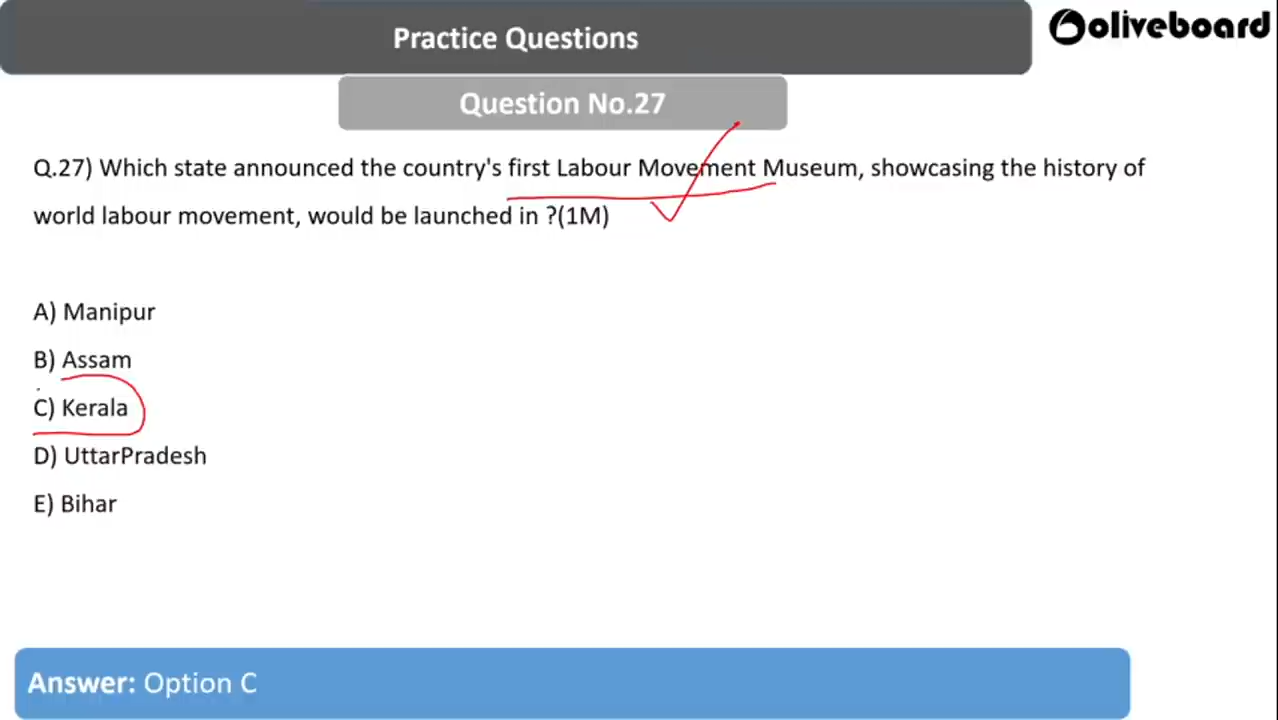 Practice Questions
oliveboard
Question No.27
Q.27) Which state announced the country's first Labour Movement Museum, showcasing the history of
world labour movement, would be launched in ?(1M)
A) Manipur
B) Assam
C) Kerala
D) UttarPradesh
E) Bihar
Answer: Option C